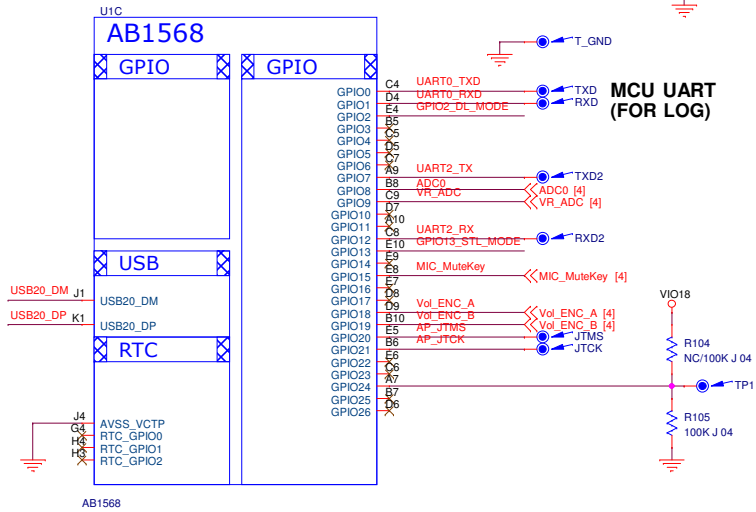 U1C
AB1568
GPIO
GPIO
T_GND
GPIO0 C4 UART0_TXD TXD
GPIO1 D4 UART0_RXD RXD
MCU UART
(FOR LOG)
GPIO2 E4 GPIO2_DL_MODE
GPIO3 B5
GPIO4 C5
GPIO5 D5
GPIO6 C7
GPIO7 A9 UART2_TX TXD2
GPIO8 B8 ADC0 ADC0 [4]
GPIO9 C9 VR_ADC VR_ADC [4]
GPIO10 D7
GPIO11 A10
GPIO12 C8 UART2_RX RXD2
GPIO13 E10 GPIO13_STL_MODE
GPIO14 E9
GPIO15 E8 MIC_MuteKey MIC_MuteKey [4]
GPIO16 E7
GPIO17 D8
GPIO18 D9 Vol_ENC_A Vol_ENC_A [4]
GPIO19 B10 Vol_ENC_B Vol_ENC_B [4]
GPIO20 E5 AP_JTMS JTMS
GPIO21 B6 AP_JTCK JTCK
GPIO22 E6
GPIO23 C6
GPIO24 A7 TP1
GPIO25 B7
GPIO26 D6
USB
USB20_DM J1 USB20_DM
USB20_DP K1 USB20_DP
RTC
J4 AVSS_VCTP
G4 RTC_GPIO0
H4 RTC_GPIO1
H3 RTC_GPIO2
VIO18
R104
NC/100K J 04
R105
100K J 04
AB1568